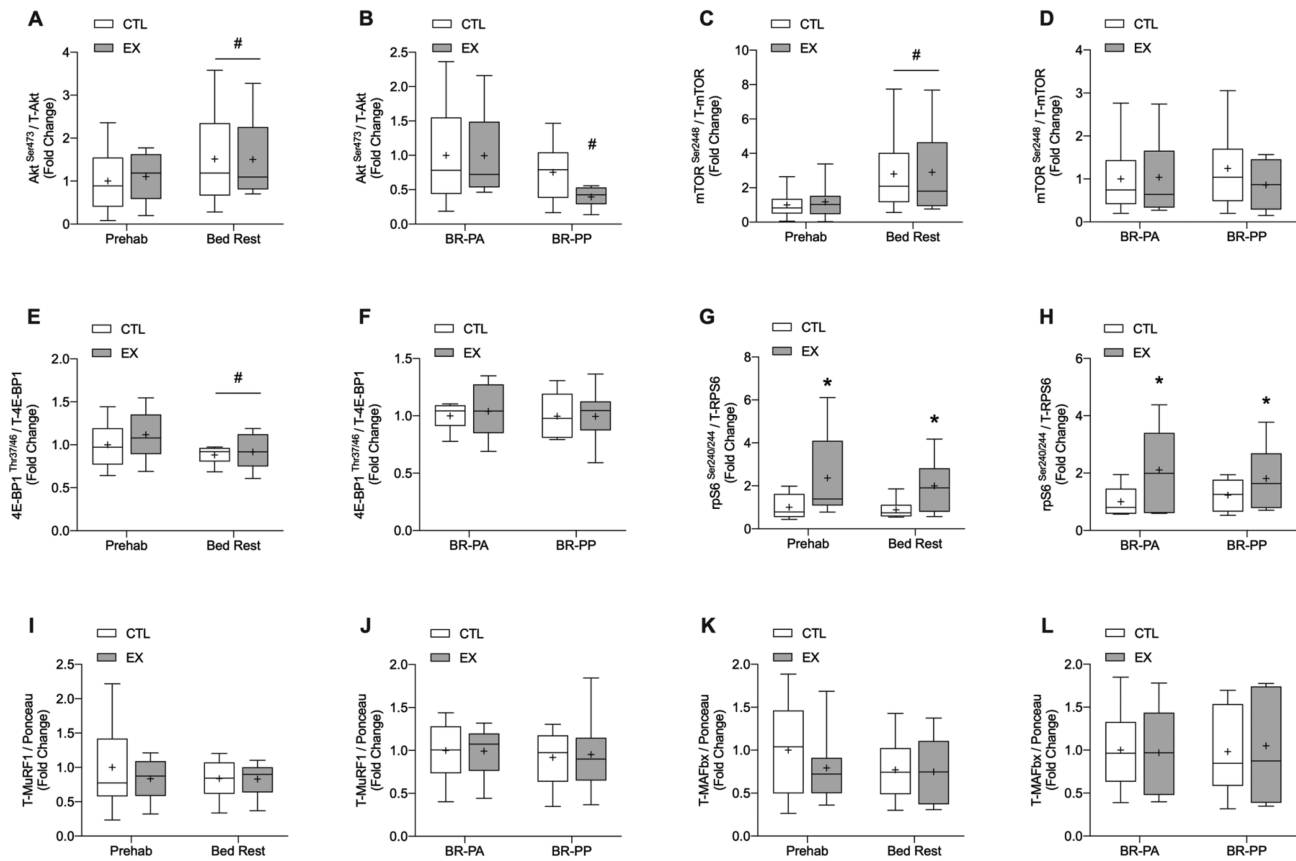 A
CTL
EX
Akt Ser473 / T-Akt
(Fold Change)
4
3
2
1
0
#
Prehab
Bed Rest
B
CTL
EX
Akt Ser473 / T-Akt
(Fold Change)
2.5
2.0
1.5
1.0
0.5
0.0
#
BR-PA
BR-PP
C
CTL
EX
mTOR Ser2448 / T-mTOR
(Fold Change)
10
8
6
4
2
0
#
Prehab
Bed Rest
D
CTL
EX
mTOR Ser2448 / T-mTOR
(Fold Change)
4
3
2
1
0
BR-PA
BR-PP
E
CTL
EX
4E-BP1 Thr37/46 / T-4E-BP1
(Fold Change)
2.0
1.5
1.0
0.5
0.0
#
Prehab
Bed Rest
F
CTL
EX
4E-BP1 Thr37/46 / T-4E-BP1
(Fold Change)
1.5
1.0
0.5
0.0
BR-PA
BR-PP
G
CTL
EX
rpS6 Ser240/244 / T-RPS6
(Fold Change)
8
6
4
2
0
*
*
Prehab
Bed Rest
H
CTL
EX
rpS6 Ser240/244 / T-RPS6
(Fold Change)
6
4
2
0
*
*
BR-PA
BR-PP
I
CTL
EX
T-MuRF1 / Ponceau
(Fold Change)
2.5
2.0
1.5
1.0
0.5
0.0
Prehab
Bed Rest
J
CTL
EX
T-MuRF1 / Ponceau
(Fold Change)
2.0
1.5
1.0
0.5
0.0
BR-PA
BR-PP
K
CTL
EX
T-MAFbx / Ponceau
(Fold Change)
2.0
1.5
1.0
0.5
0.0
Prehab
Bed Rest
L
CTL
EX
T-MAFbx / Ponceau
(Fold Change)
2.0
1.5
1.0
0.5
0.0
BR-PA
BR-PP